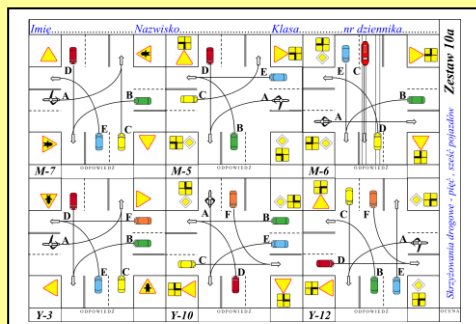 Imię. Nazwisko. Klasa. nr dziennika.
D B A E C
M-7
D E C A B
M-5
E C B A D
M-6
ODPOWIEDŹ ODPOWIEDŹ ODPOWIEDŹ
D F A B E C
Y-3
A F B E C D
Y-10
C F A D B E
Y-12
ODPOWIEDŹ ODPOWIEDŹ ODPOWIEDŹ
Zestaw 10a
Skrzyżowania drogowe - pięć , sześć pojazdów
OCENA